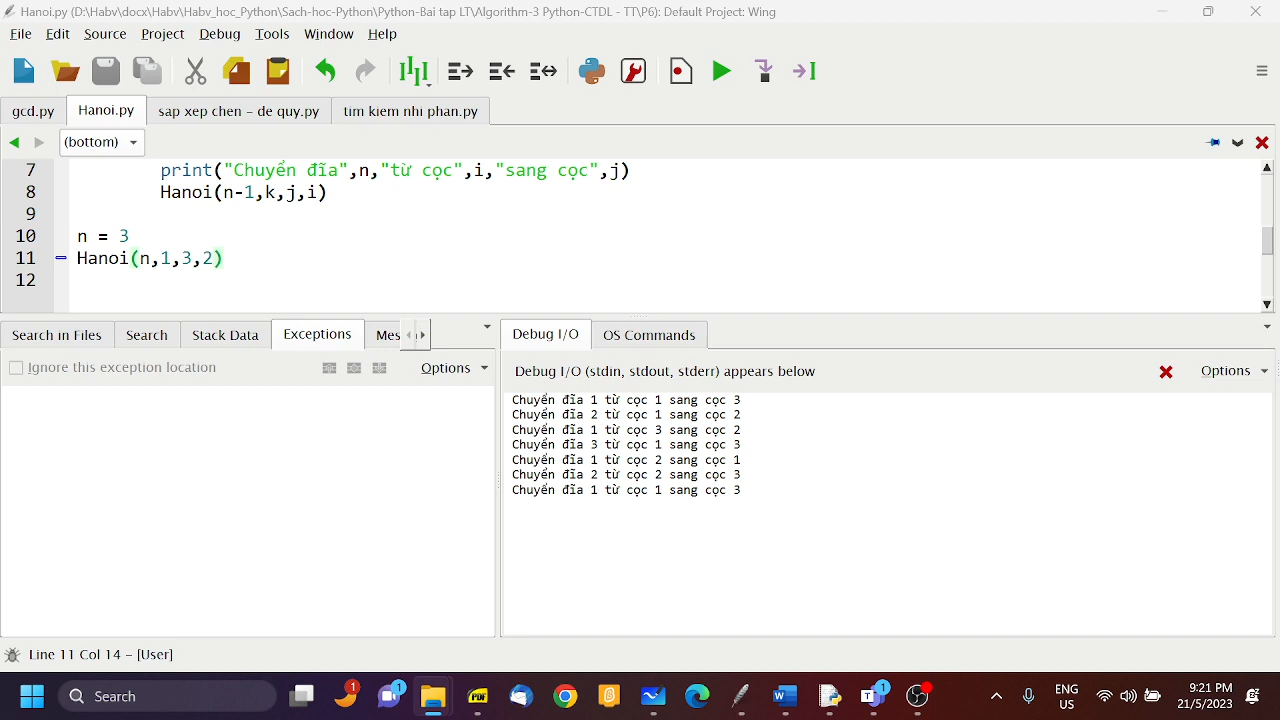 Hanoi.py (D:\Habv\docx\Habv\Habv_hoc_Python\Sach-hoc-Python\Python-Bai tap LT\Algorithm-3 Python-CTDL - TT\P6): Default Project: Wing
File Edit Source Project Debug Tools Window Help
gcd.py Hanoi.py sap xep chen - de quy.py tim kiem nhi phan.py
(bottom)
7 print("Chuyển đĩa",n,"từ cọc",i,"sang cọc",j)
8 Hanoi(n-1,k,j,i)
9
10 n = 3
11 Hanoi(n,1,3,2)
12
Search in Files Search Stack Data Exceptions Mes
Debug I/O OS Commands
Ignore this exception location Options
Debug I/O (stdin, stdout, stderr) appears below Options
Chuyển đĩa 1 từ cọc 1 sang cọc 3
Chuyển đĩa 2 từ cọc 1 sang cọc 2
Chuyển đĩa 1 từ cọc 3 sang cọc 2
Chuyển đĩa 3 từ cọc 1 sang cọc 3
Chuyển đĩa 1 từ cọc 2 sang cọc 1
Chuyển đĩa 2 từ cọc 2 sang cọc 3
Chuyển đĩa 1 từ cọc 1 sang cọc 3
Line 11 Col 14 - [User]
Search
1
1
PDF
1
ENG
US
9:21 PM
21/5/2023